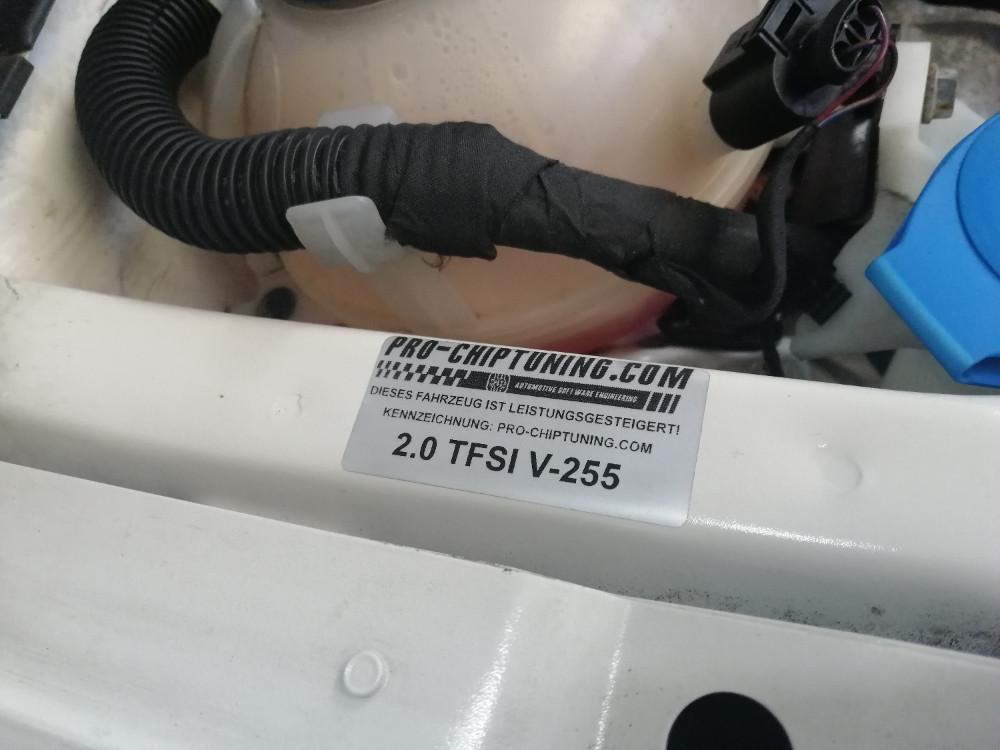 PRO-CHIPTUNING.COM
AUTOMOTIVE SOFTWARE ENGINEERING
DIESES FAHRZEUG IST LEISTUNGSGESTEIGERT!
KENNZEICHNUNG: PRO-CHIPTUNING.COM
2.0 TFSI V-255